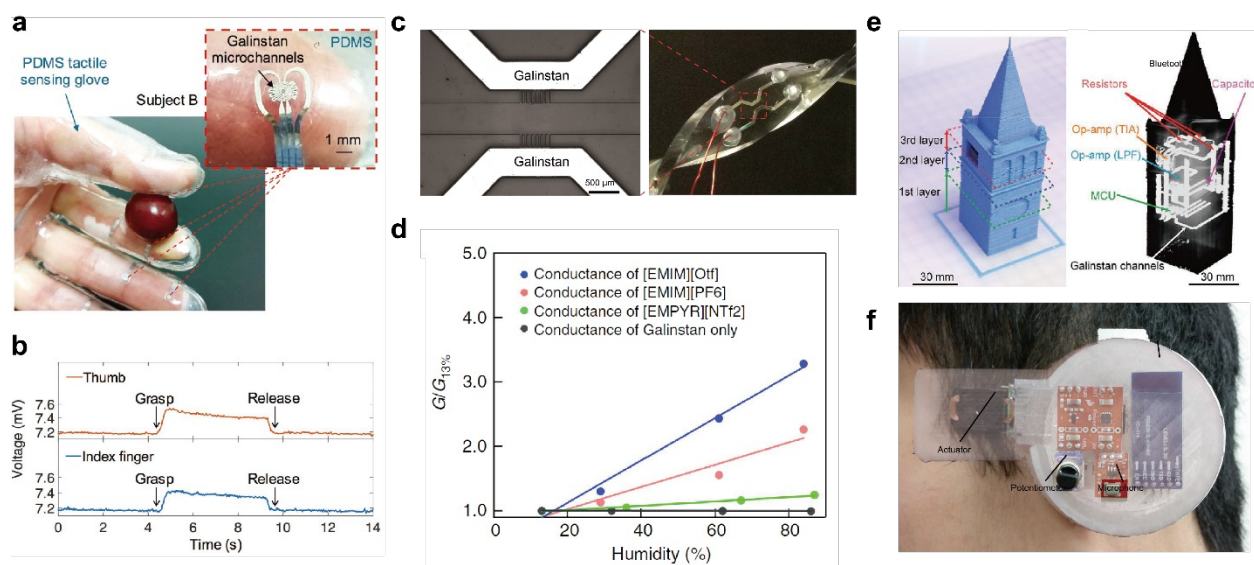 a
PDMS tactile
sensing glove
Subject B
Galinstan
microchannels
PDMS
1 mm
b
Thumb
Grasp
Release
7.6
7.4
7.2
Index finger
Grasp
Release
7.6
7.4
7.2
Voltage (mV)
0 2 4 6 8 10 12 14
Time (s)
c
Galinstan
Galinstan
500 µm
d
5.0
4.0
3.0
2.0
1.0
0.0
G/G13%
Conductance of [EMIM][Otf]
Conductance of [EMIM][PF6]
Conductance of [EMPYR][NTf2]
Conductance of Galinstan only
0 20 40 60 80 100
Humidity (%)
e
3rd layer
2nd layer
1st layer
30 mm
Bluetooth
Resistors
Capacito
Op-amp (TIA)
Op-amp (LPF)
MCU
Galinstan channels
30 mm
f
Actuator
Potentiometer
Microphone